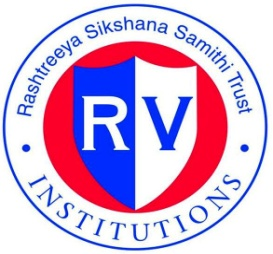 Rashtreeya Sikshana Samithi Trust
RV
• INSTITUTIONS •